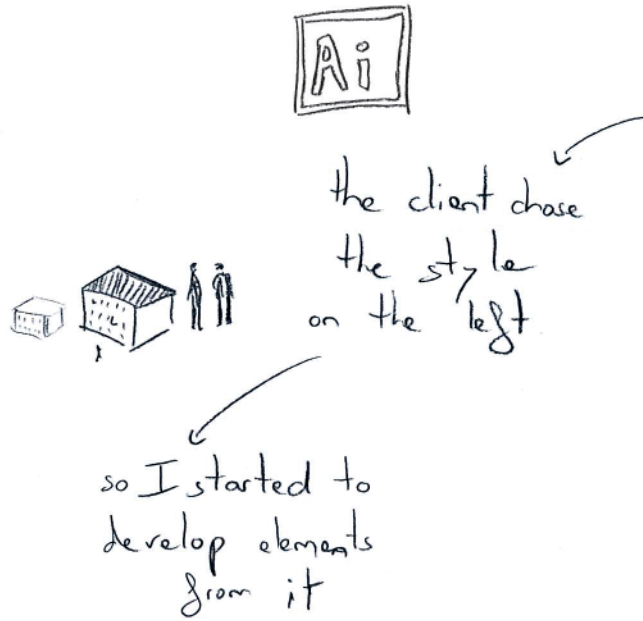 Ai
the client chose
the style
on the left
so I started to
develop elements
from it